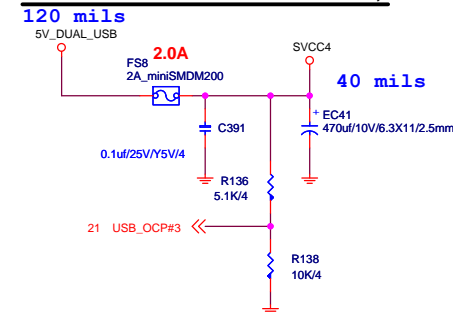 120 mils
5V_DUAL_USB
2.0A
FS8
2A_miniSMDM200
SVCC4
40 mils
+
EC41
470uf/10V/6.3X11/2.5mm
C391
0.1uf/25V/Y5V/4
R136
5.1K/4
21 USB_OCP#3
R138
10K/4